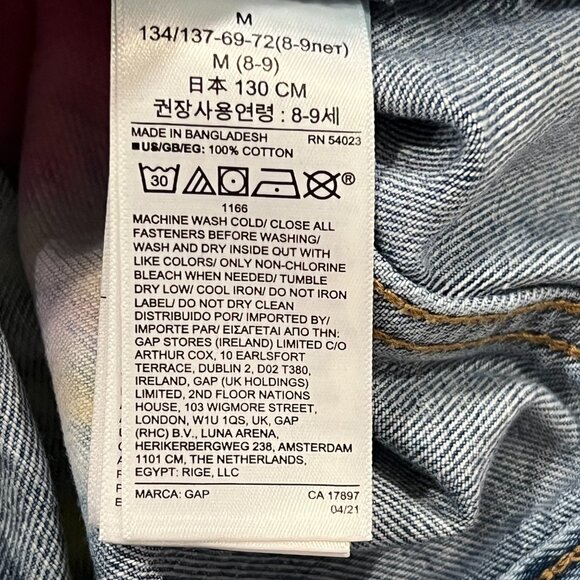 M
134/137-69-72(8-9лет)
M (8-9)
日本 130 CM
권장사용연령 : 8-9세
MADE IN BANGLADESH RN 54023
■US/GB/EG: 100% COTTON
30 ®
1166
MACHINE WASH COLD/ CLOSE ALL
FASTENERS BEFORE WASHING/
WASH AND DRY INSIDE OUT WITH
LIKE COLORS/ ONLY NON-CHLORINE
BLEACH WHEN NEEDED/ TUMBLE
DRY LOW/ COOL IRON/ DO NOT IRON
LABEL/ DO NOT DRY CLEAN
DISTRIBUIDO POR/ IMPORTED BY/
IMPORTE PAR/ ΕΙΣΑΓΕΤΑΙ ΑΠΟ:
GAP STORES (IRELAND) LIMITED C/O
ARTHUR COX, 10 EARLSFORT
TERRACE, DUBLIN 2, D02 T380,
IRELAND, GAP (UK HOLDINGS)
LIMITED, 2ND FLOOR NATIONS
HOUSE, 103 WIGMORE STREET,
LONDON, W1U 1QS, UK, GAP
(RHC) B.V., LUNA ARENA,
HERIKERBERGWEG 238, AMSTERDAM
1101 CM, THE NETHERLANDS,
EGYPT: RIGE, LLC
MARCA: GAP CA 17897
04/21